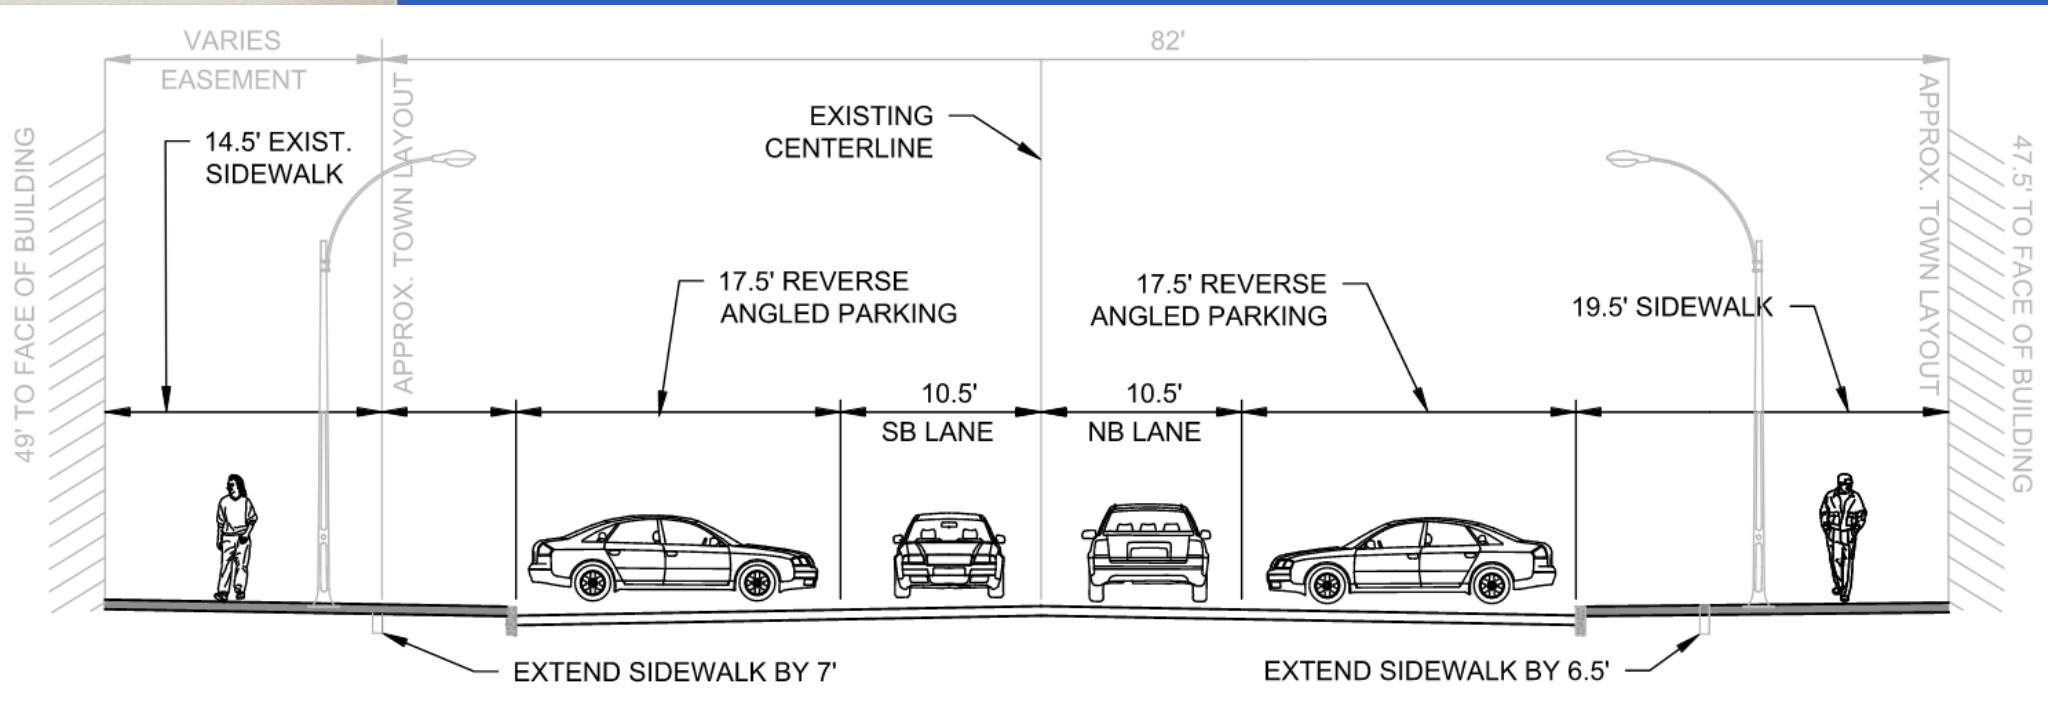 VARIES
EASEMENT
82'
49' TO FACE OF BUILDING
14.5' EXIST.
SIDEWALK
APPROX. TOWN LAYOUT
EXISTING
CENTERLINE
17.5' REVERSE
ANGLED PARKING
17.5' REVERSE
ANGLED PARKING
19.5' SIDEWALK
APPROX. TOWN LAYOUT
47.5' TO FACE OF BUILDING
10.5'
SB LANE
10.5'
NB LANE
EXTEND SIDEWALK BY 7'
EXTEND SIDEWALK BY 6.5'